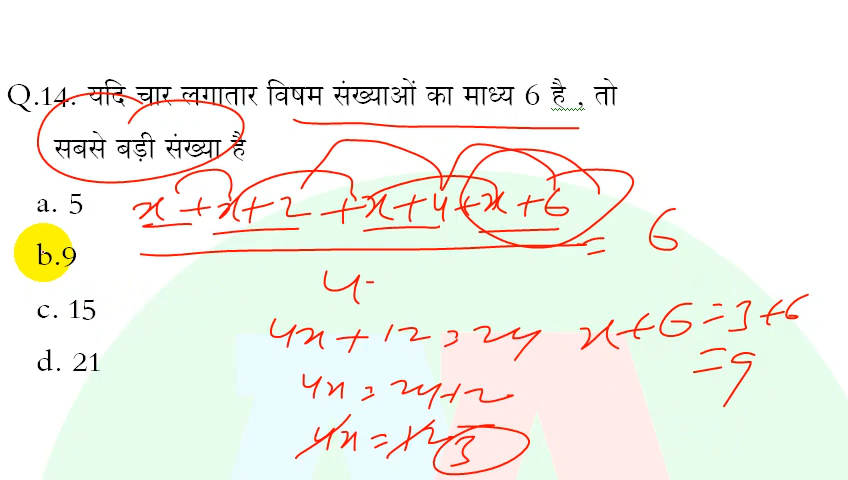 Q.14. यदि चार लगातार विषम संख्याओं का माध्य 6 है , तो
सबसे बड़ी संख्या है
a. 5
x + x + 2 + x + 4 + x + 6 = 6
b.9
4
c. 15
4x + 12 = 24
x + 6 = 3 + 6
= 9
d. 21
4x = 24 + 2
4x = 12 3